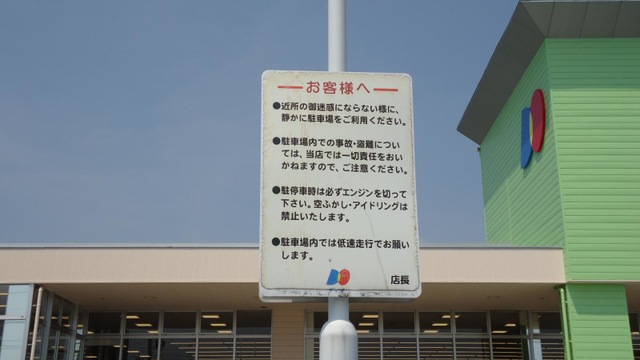 お客様へ
●近所の御迷惑にならない様に、
静かに駐車場をご利用ください。
●駐車場内での事故・盗難につい
ては、当店では一切責任をおい
かねますので、ご注意ください。
●駐停車時は必ずエンジンを切って
下さい。空ふかし・アイドリングは
禁止いたします。
●駐車場内では低速走行でお願い
します。
店長